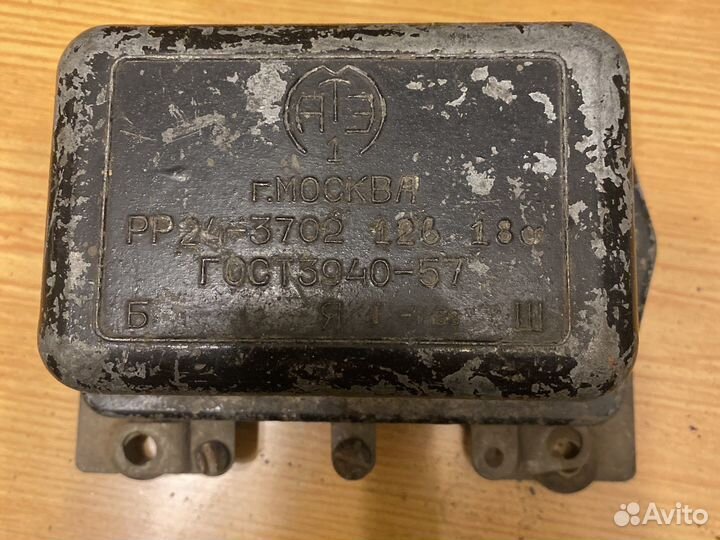 АТЭ
1
г.МОСКВА
РР24-3702 12в 18а
ГОСТ3940-57
Б Я Ш
Avito